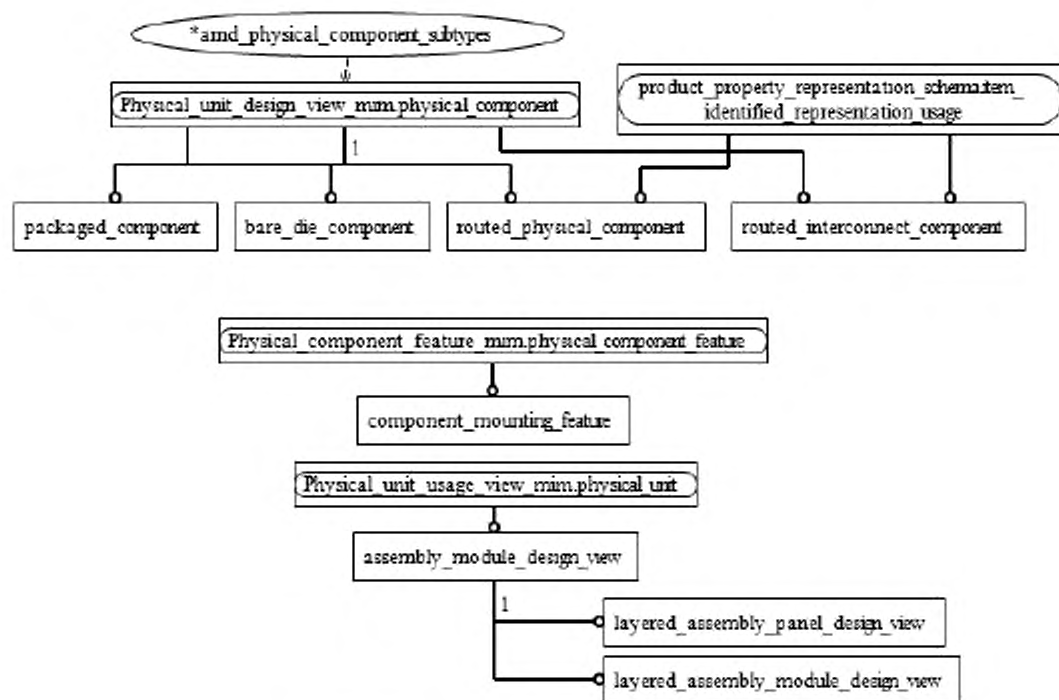 *amd_physical_component_subtypes
Physical_unit_design_view_mim.physical_component
product_property_representation_schema.item_
identified_representation_usage
1
packaged_component
bare_die_component
routed_physical_component
routed_interconnect_component
Physical_component_feature_mim.physical_component_feature
component_mounting_feature
Physical_unit_usage_view_mim.physical_unit
assembly_module_design_view
1
layered_assembly_panel_design_view
layered_assembly_module_design_view